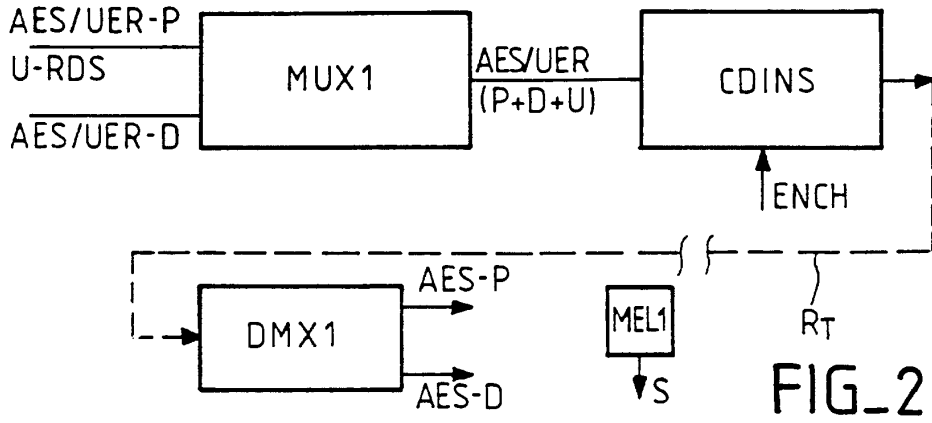 AES/UER-P
U-RDS
AES/UER-D
MUX1
AES/UER
(P+D+U)
CDINS
ENCH
AES-P
DMX1
AES-D
MEL1
S
RT
FIG_2